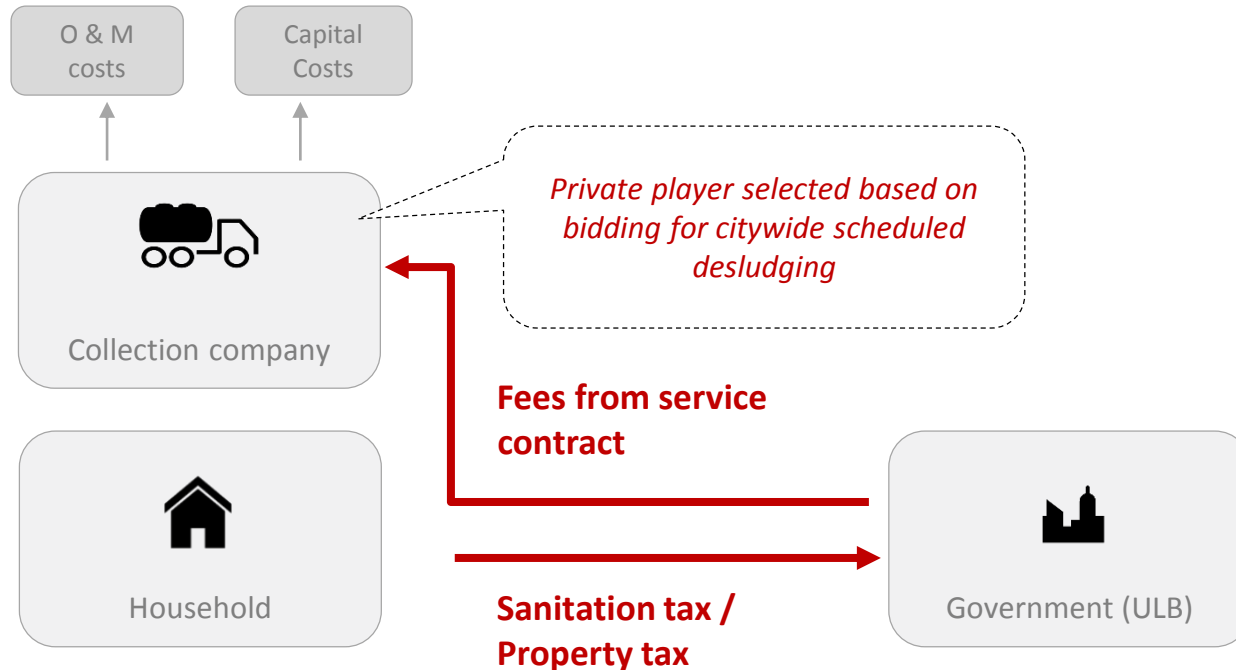 O & M
costs
Capital
Costs
Private player selected based on
bidding for citywide scheduled
desludging
Collection company
Fees from service
contract
Household
Sanitation tax /
Property tax
Government (ULB)